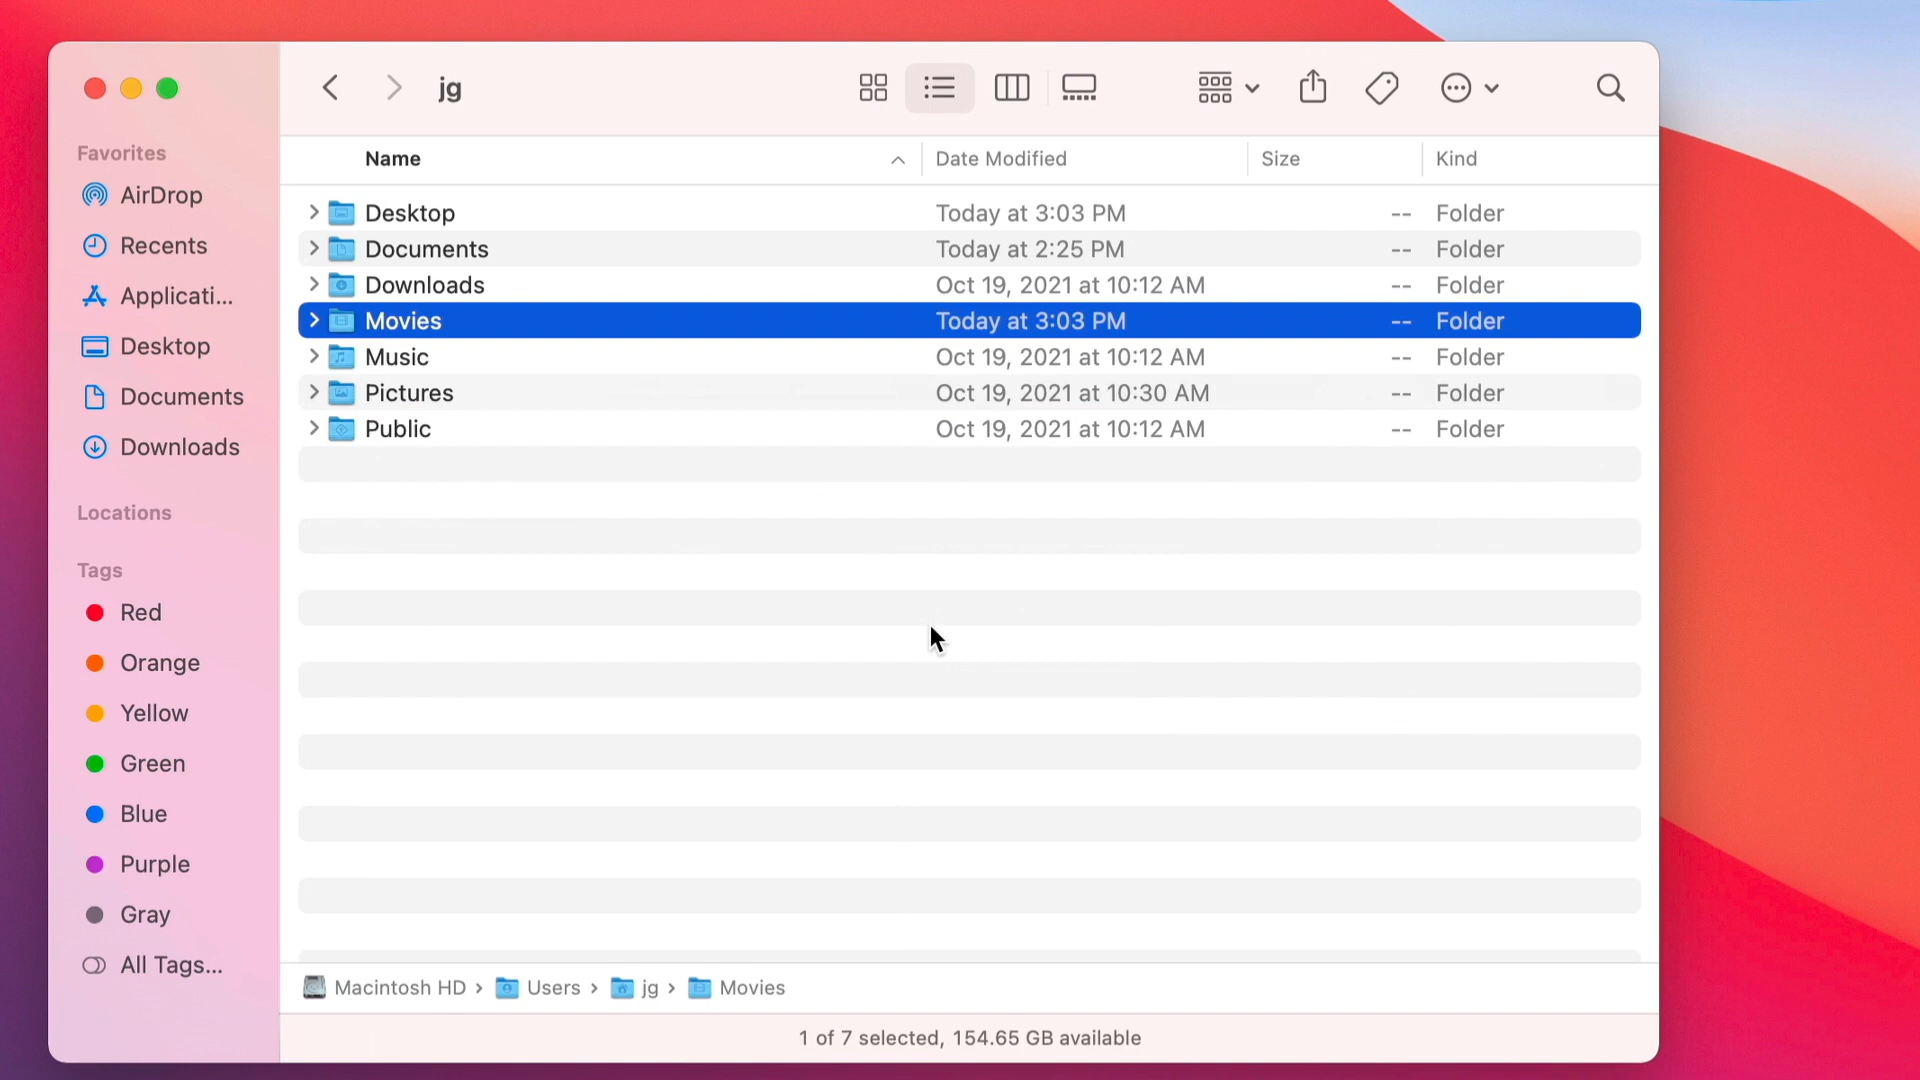 jg
Favorites
AirDrop
Recents
Applicati...
Desktop
Documents
Downloads
Locations
Tags
Red
Orange
Yellow
Green
Blue
Purple
Gray
All Tags...
Name Date Modified Size Kind
Desktop Today at 3:03 PM -- Folder
Documents Today at 2:25 PM -- Folder
Downloads Oct 19, 2021 at 10:12 AM -- Folder
Movies Today at 3:03 PM -- Folder
Music Oct 19, 2021 at 10:12 AM -- Folder
Pictures Oct 19, 2021 at 10:30 AM -- Folder
Public Oct 19, 2021 at 10:12 AM -- Folder
Macintosh HD › Users › jg › Movies
1 of 7 selected, 154.65 GB available